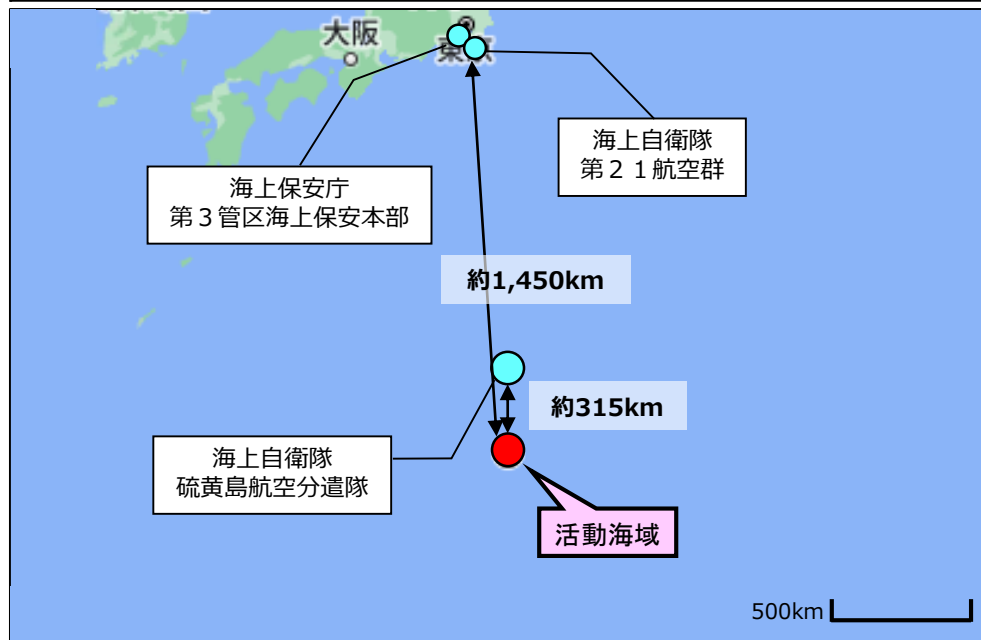 大阪
東京
海上自衛隊
第２１航空群
海上保安庁
第３管区海上保安本部
約1,450km
約315km
海上自衛隊
硫黄島航空分遣隊
活動海域
500km